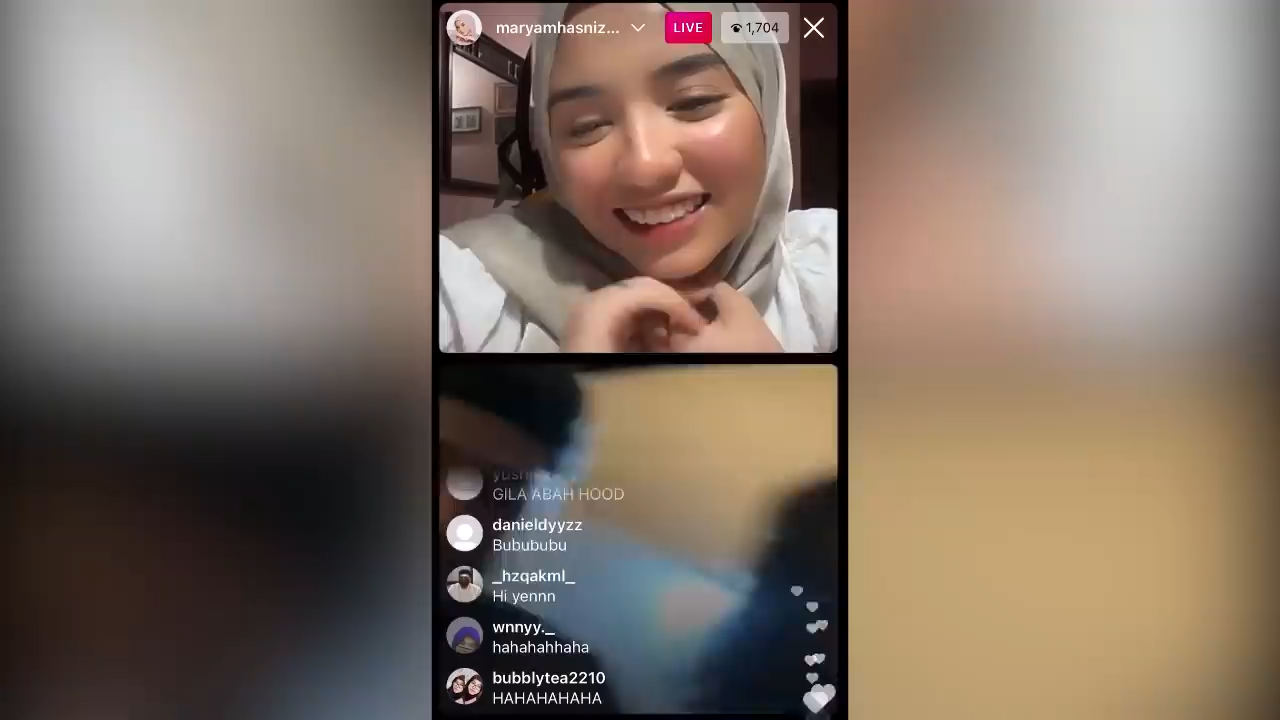 maryamhasniz...
LIVE
1,704
GILA ABAH HOOD
danieldyyzz
Bubububu
_hzqakml_
Hi yennn
wnnyy._
hahahahhaha
bubblytea2210
HAHAHAHAHA